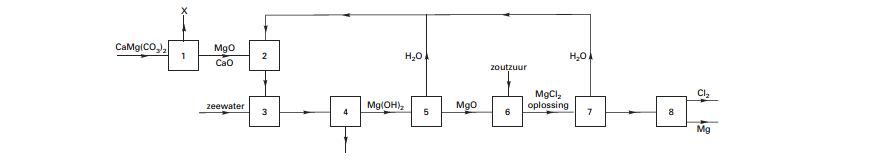 X
CaMg(CO₃)₂
1
MgO
CaO
2
H₂O
H₂O
zoutzuur
zeewater
3
4
Mg(OH)₂
5
MgO
6
MgCl₂
oplossing
7
8
Cl₂
Mg